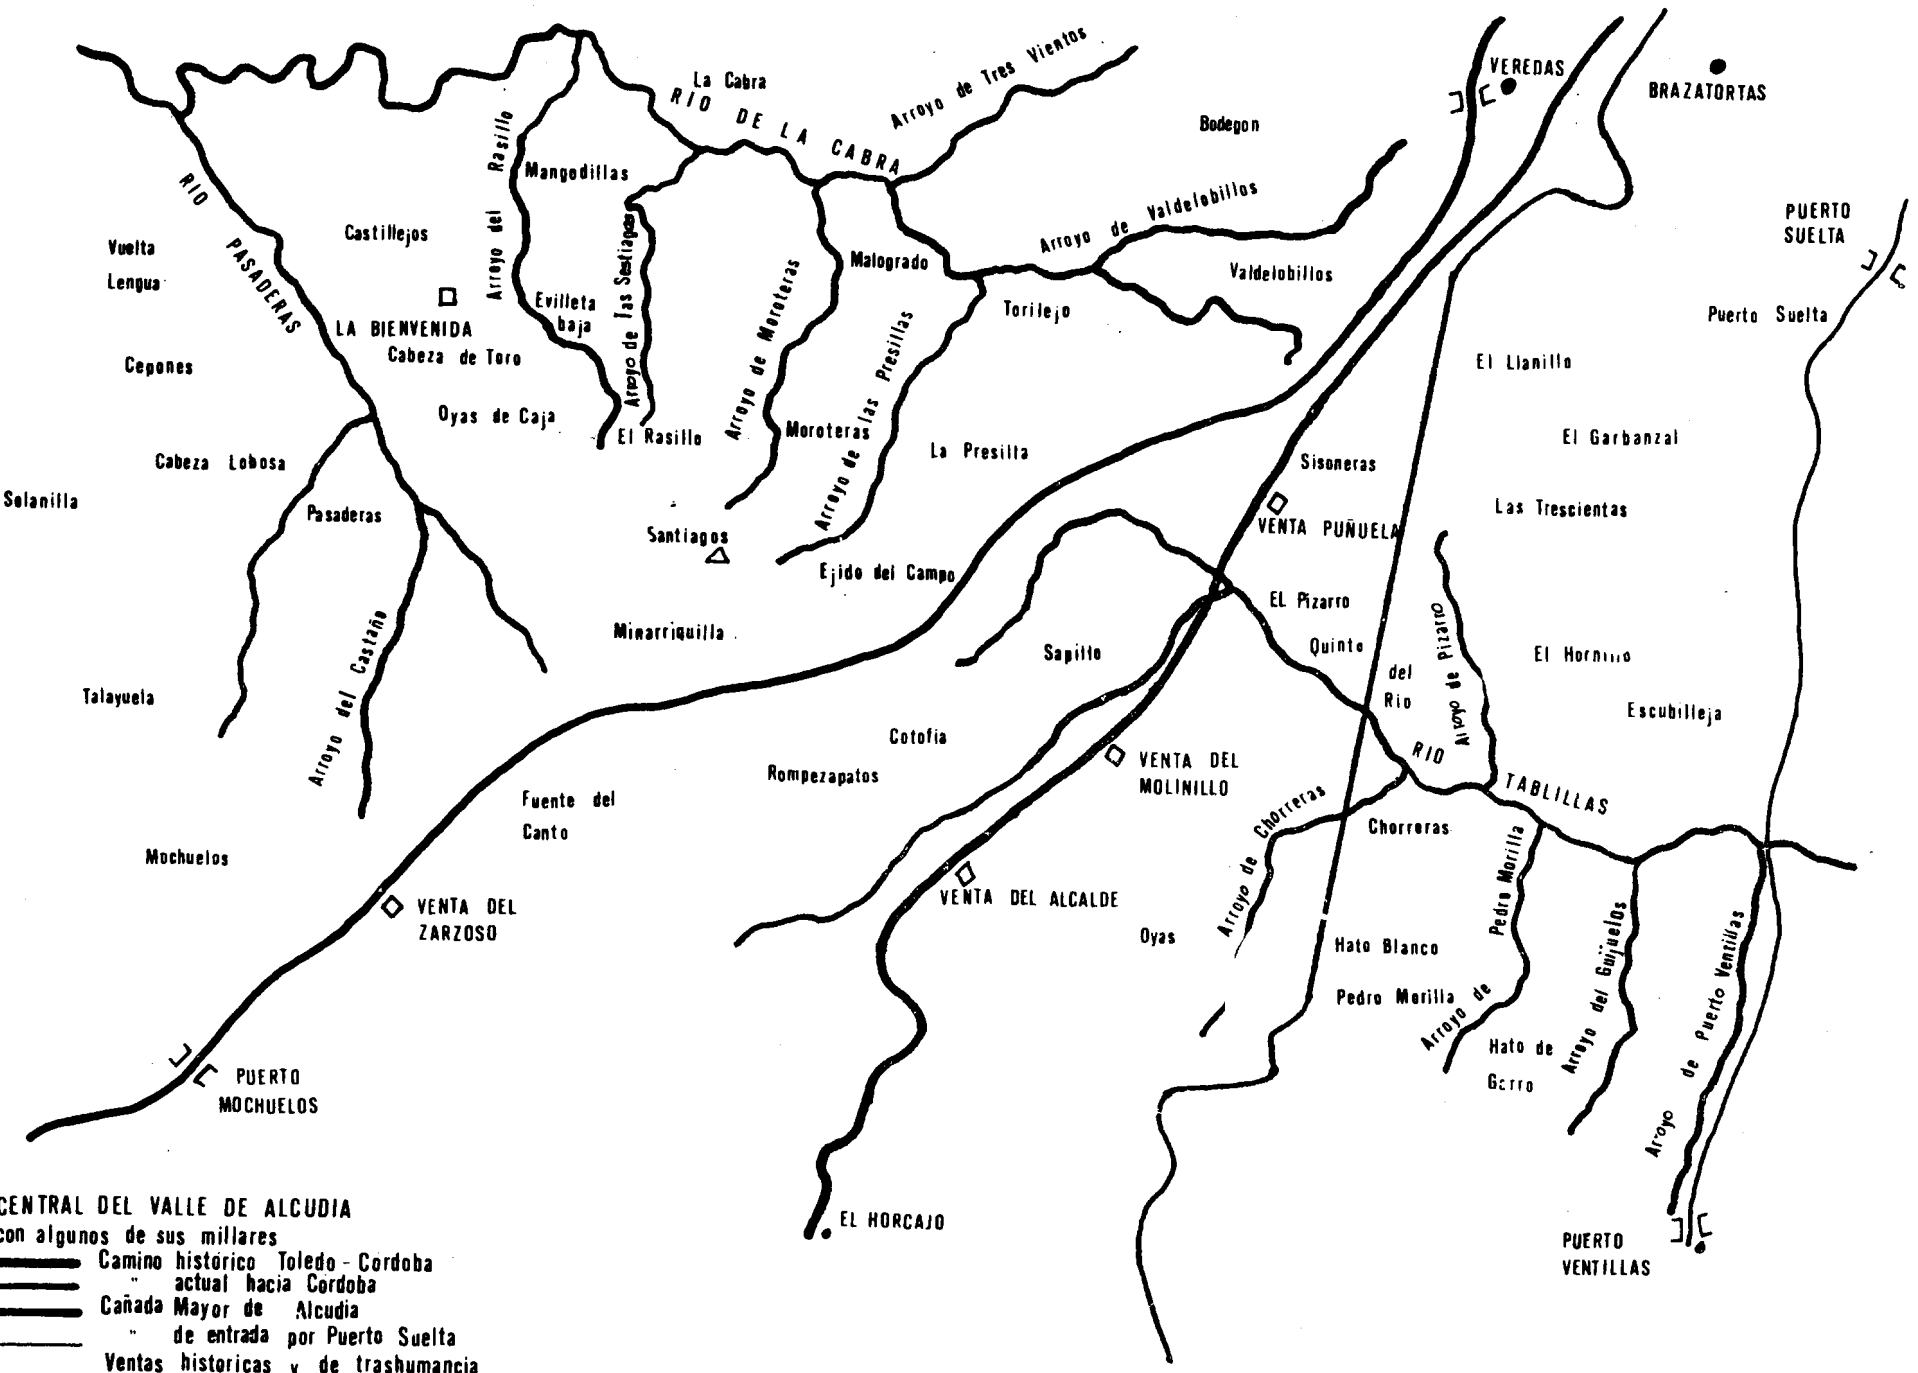 La Cabra
RIO DE LA CABRA
Arroyo de Tres Vientos
VEREDAS
BRAZATORTAS
Bodegon
Arroyo del Rasillo
Mangodillas
RIO PASADERAS
Castillejos
Vuelta
Lengua
Arroyo de las Sestiagos
Arroyo de Valdelobillos
Valdelobillos
PUERTO
SUELTA
Malogrado
Evilleta
baja
LA BIENVENIDA
Cabeza de Toro
Torilejo
Puerto Suelta
Arroyo de Moroteras
Arroyo de las Presillas
Cepones
El Llanillo
Oyas de Caja
El Rasillo
Moroteras
La Presilla
El Garbanzal
Cabeza Lobosa
Sisoneras
Solanilla
Pasaderas
Las Trescientas
VENTA PUÑUELA
Santiagos
Ejido del Campo
EL Pizarro
Minarriquilla
Sapillo
Quinto
del
Rio
Arroyo de Pizarro
El Hornillo
Arroyo del Castaño
Talayuela
Escubilleja
Cotofia
Rompezapatos
VENTA DEL
MOLINILLO
RIO TABLILLAS
Fuente del
Canto
Arroyo de Chorreras
Chorreras
Mochuelos
Arroyo de Pedro Morilla
VENTA DEL ALCALDE
VENTA DEL
ZARZOSO
Oyas
Hato Blanco
Pedro Morilla
Arroyo del Guijuelos
Arroyo de Puerto Ventillas
Hato de
Garro
PUERTO
MOCHUELOS
EL HORCAJO
PUERTO
VENTILLAS
CENTRAL DEL VALLE DE ALCUDIA
con algunos de sus millares
Camino histórico Toledo - Cordoba
" actual hacia Cordoba
Cañada Mayor de Alcudia
" de entrada por Puerto Suelta
Ventas historicas y de trashumancia